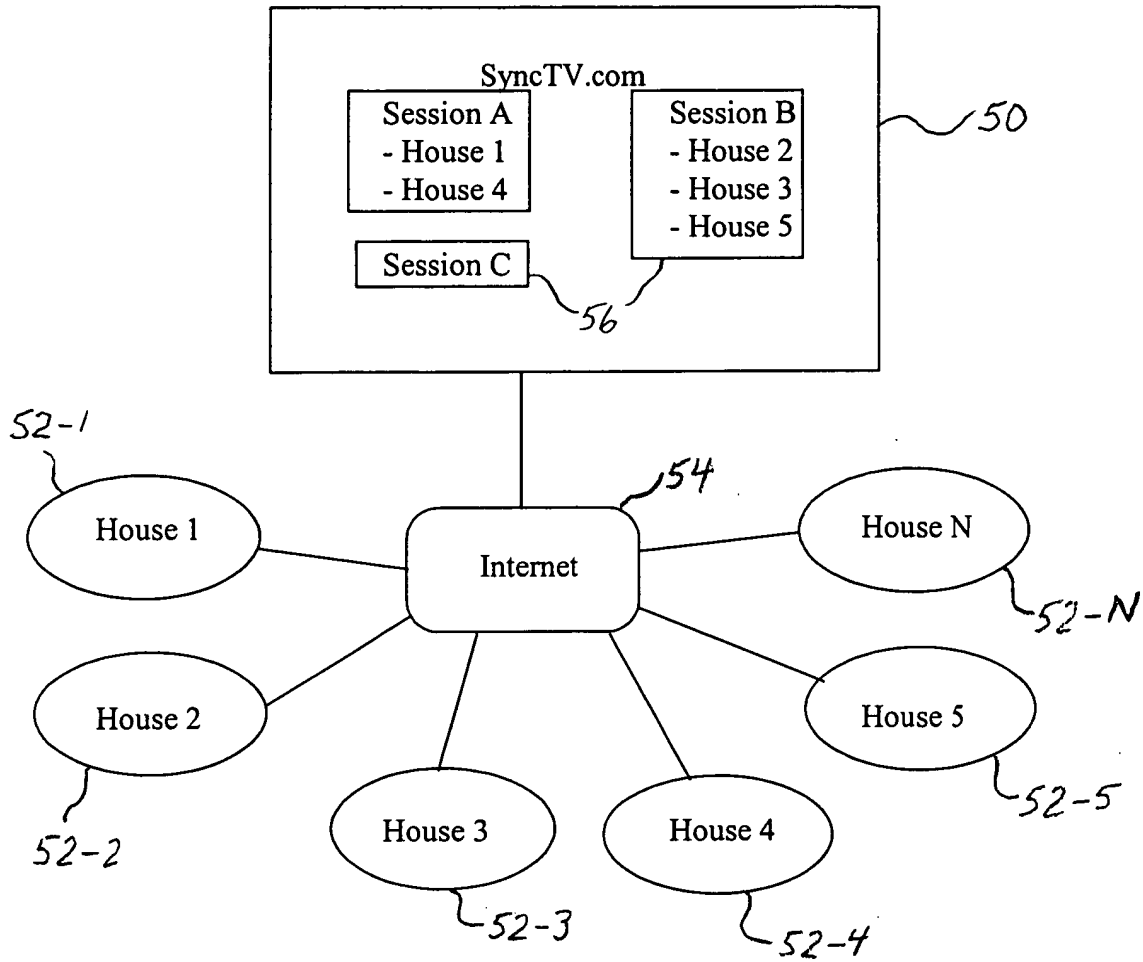 SyncTV.com
Session A
- House 1
- House 4
Session B
- House 2
- House 3
- House 5
Session C
50
56
52-1
House 1
54
Internet
House N
52-N
House 2
52-2
House 5
52-5
House 3
52-3
House 4
52-4